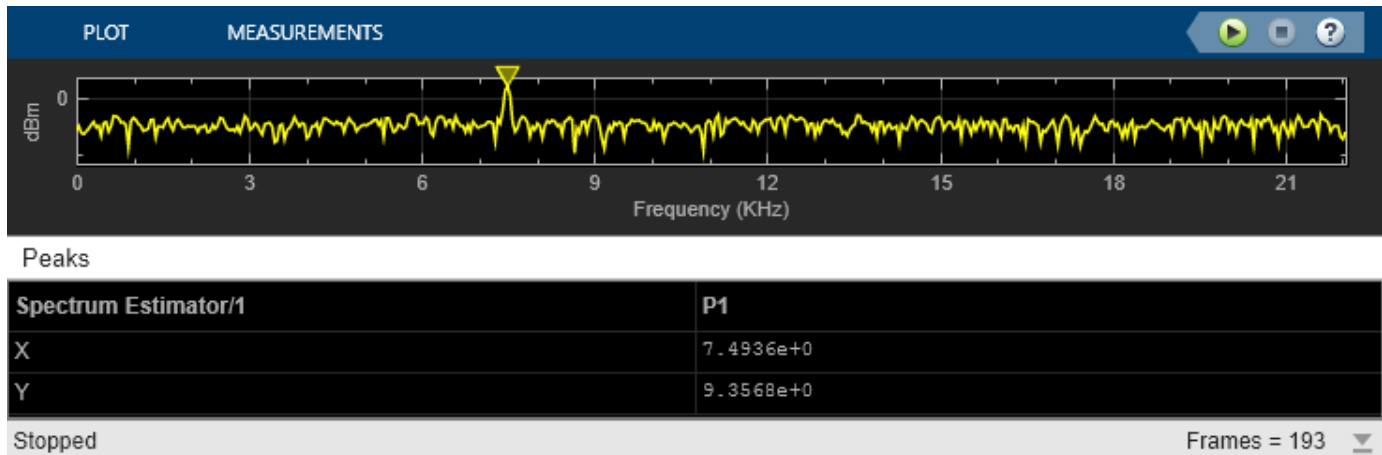 PLOT MEASUREMENTS ?
dBm
0
0 3 6 9 12 15 18 21
Frequency (KHz)
Peaks
Spectrum Estimator/1 P1
X 7.4936e+0
Y 9.3568e+0
Stopped Frames = 193